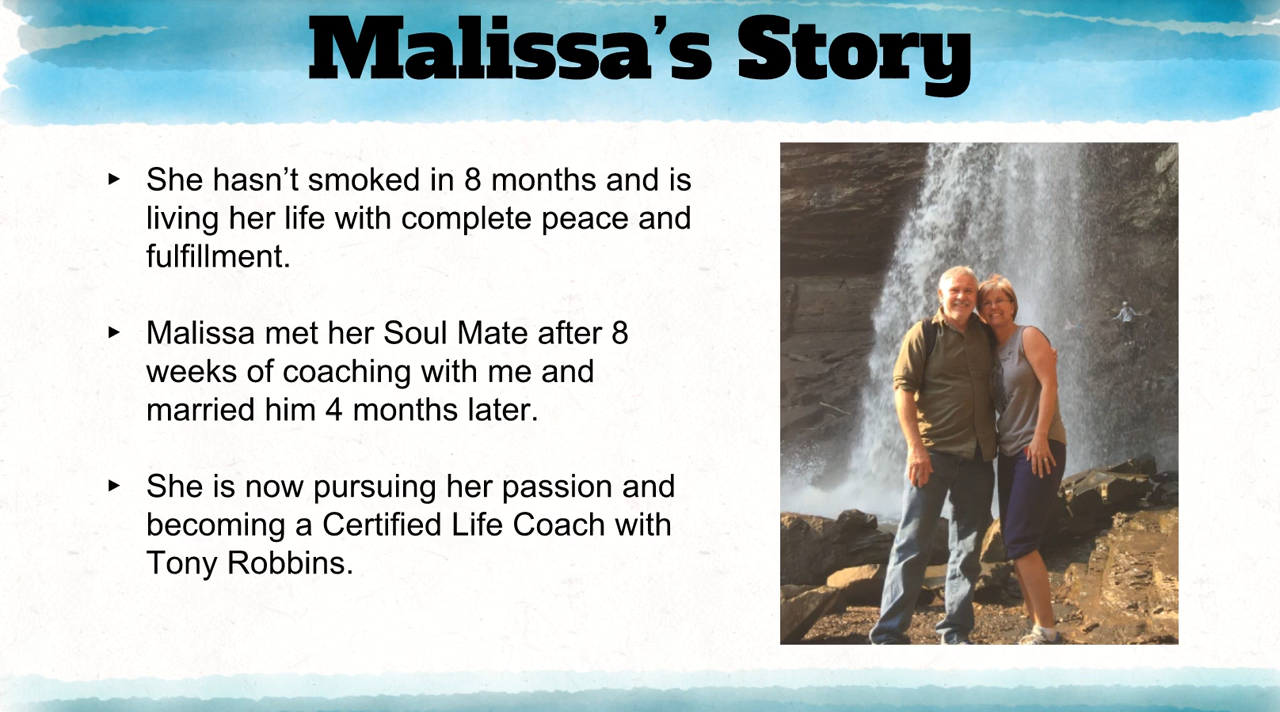 Malissa’s Story
▸ She hasn’t smoked in 8 months and is
living her life with complete peace and
fulfillment.
▸ Malissa met her Soul Mate after 8
weeks of coaching with me and
married him 4 months later.
▸ She is now pursuing her passion and
becoming a Certified Life Coach with
Tony Robbins.